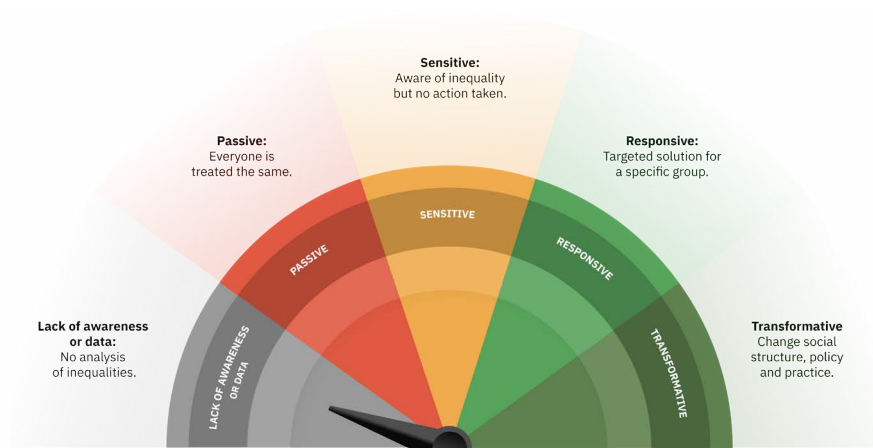 Sensitive:
Aware of inequality
but no action taken.
Passive:
Everyone is
treated the same.
Responsive:
Targeted solution for
a specific group.
SENSITIVE
PASSIVE
RESPONSIVE
Lack of awareness
or data:
No analysis
of inequalities.
LACK OF AWARENESS
OR DATA
TRANSFORMATIVE
Transformative
Change social
structure, policy
and practice.